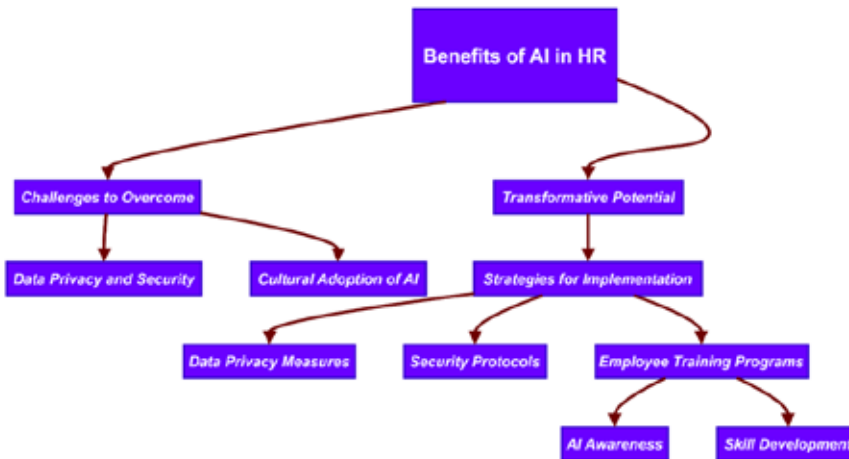 Benefits of AI in HR
Challenges to Overcome
Transformative Potential
Data Privacy and Security
Cultural Adoption of AI
Strategies for Implementation
Data Privacy Measures
Security Protocols
Employee Training Programs
AI Awareness
Skill Development